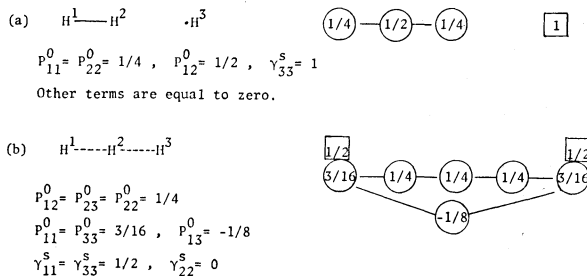 (a) H¹——H² ·H³ 1/4 1/2 1/4 1
P⁰₁₁= P⁰₂₂= 1/4 , P⁰₁₂= 1/2 , γˢ₃₃= 1
Other terms are equal to zero.
(b) H¹-----H²-----H³ 1/2 1/2
3/16 1/4 1/4 1/4 3/16
P⁰₁₂= P⁰₂₃= P⁰₂₂= 1/4
-1/8
P⁰₁₁= P⁰₃₃= 3/16 , P⁰₁₃= -1/8
γˢ₁₁= γˢ₃₃= 1/2 , γˢ₂₂= 0